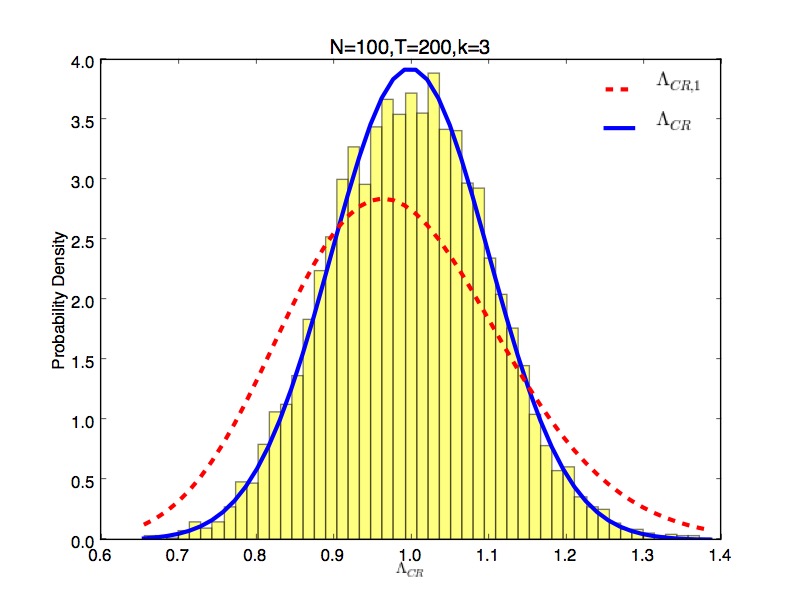 N=100,T=200,k=3
4.0
3.5
3.0
2.5
2.0
1.5
1.0
0.5
0.0
Probability Density
Λ_{CR,1}
Λ_{CR}
0.6 0.7 0.8 0.9 1.0 1.1 1.2 1.3 1.4
Λ_{CR}